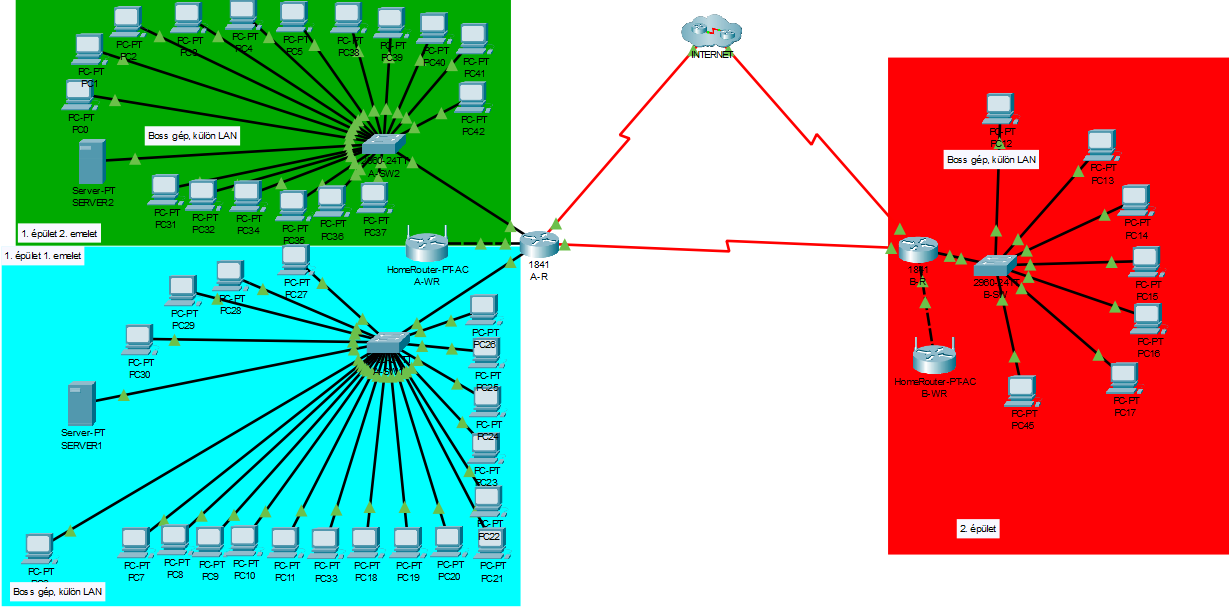 PC-PT
PC2
PC-PT
PC-PT
PC4
PC-PT
PC5
PC-PT
PC38
PC-PT
PC39
PC-PT
PC40
PC-PT
PC41
PC-PT
PC1
PC-PT
PC0
PC-PT
PC42
Boss gép, külön LAN
2960-24TT
A-SW2
Server-PT
SERVER2
PC-PT
PC31
PC-PT
PC32
PC-PT
PC34
PC-PT
PC35
PC-PT
PC36
PC-PT
PC37
1. épület 2. emelet
INTERNET
1. épület 1. emelet
HomeRouter-PT-AC
A-WR
1841
A-R
PC-PT
PC27
PC-PT
PC28
PC-PT
PC29
PC-PT
PC30
A-SW1
Server-PT
SERVER1
PC-PT
PC26
PC-PT
PC25
PC-PT
PC24
PC-PT
PC23
PC-PT
PC22
PC-PT
PC21
PC-PT
PC-PT
PC7
PC-PT
PC8
PC-PT
PC9
PC-PT
PC10
PC-PT
PC11
PC-PT
PC33
PC-PT
PC18
PC-PT
PC19
PC-PT
PC20
Boss gép, külön LAN
PC-PT
PC12
Boss gép, külön LAN
PC-PT
PC13
PC-PT
PC14
PC-PT
PC15
PC-PT
PC16
PC-PT
PC17
PC-PT
PC45
1841
B-R
2960-24TT
B-SW
HomeRouter-PT-AC
B-WR
2. épület